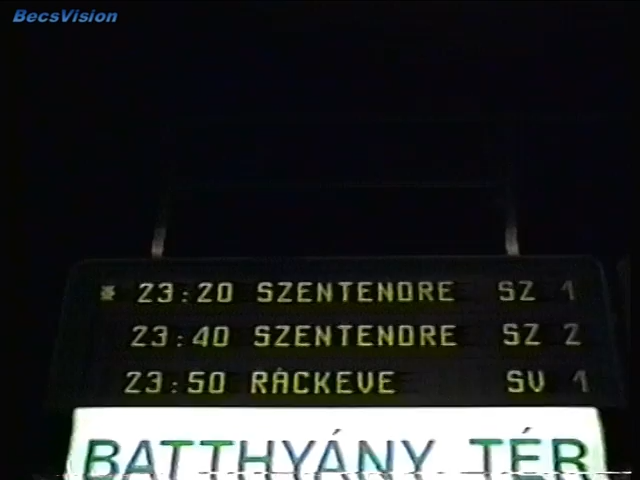 BecsVision
* 23:20 SZENTENDRE SZ 1
23:40 SZENTENDRE SZ 2
23:50 RÁCKEVE SV 1
BATTHYÁNY TÉR